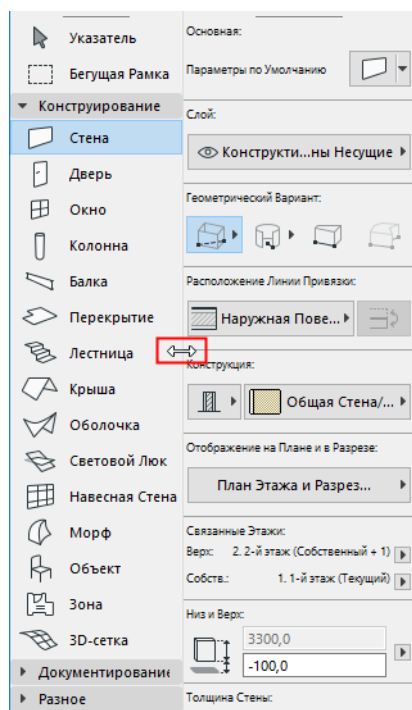 Указатель
Бегущая Рамка
Конструирование
Стена
Дверь
Окно
Колонна
Балка
Перекрытие
Лестница
Крыша
Оболочка
Световой Люк
Навесная Стена
Морф
Объект
Зона
3D-сетка
Документирование
Разное
Основная:
Параметры по Умолчанию
Слой:
Конструкти...ны Несущие
Геометрический Вариант:
Расположение Линии Привязки:
Наружная Пове...
Конструкция:
Общая Стена/...
Отображение на Плане и в Разрезе:
План Этажа и Разрез...
Связанные Этажи:
Верх: 2. 2-й этаж (Собственный + 1)
Собств.: 1. 1-й этаж (Текущий)
Низ и Верх:
3300,0
-100,0
Толщина Стены: